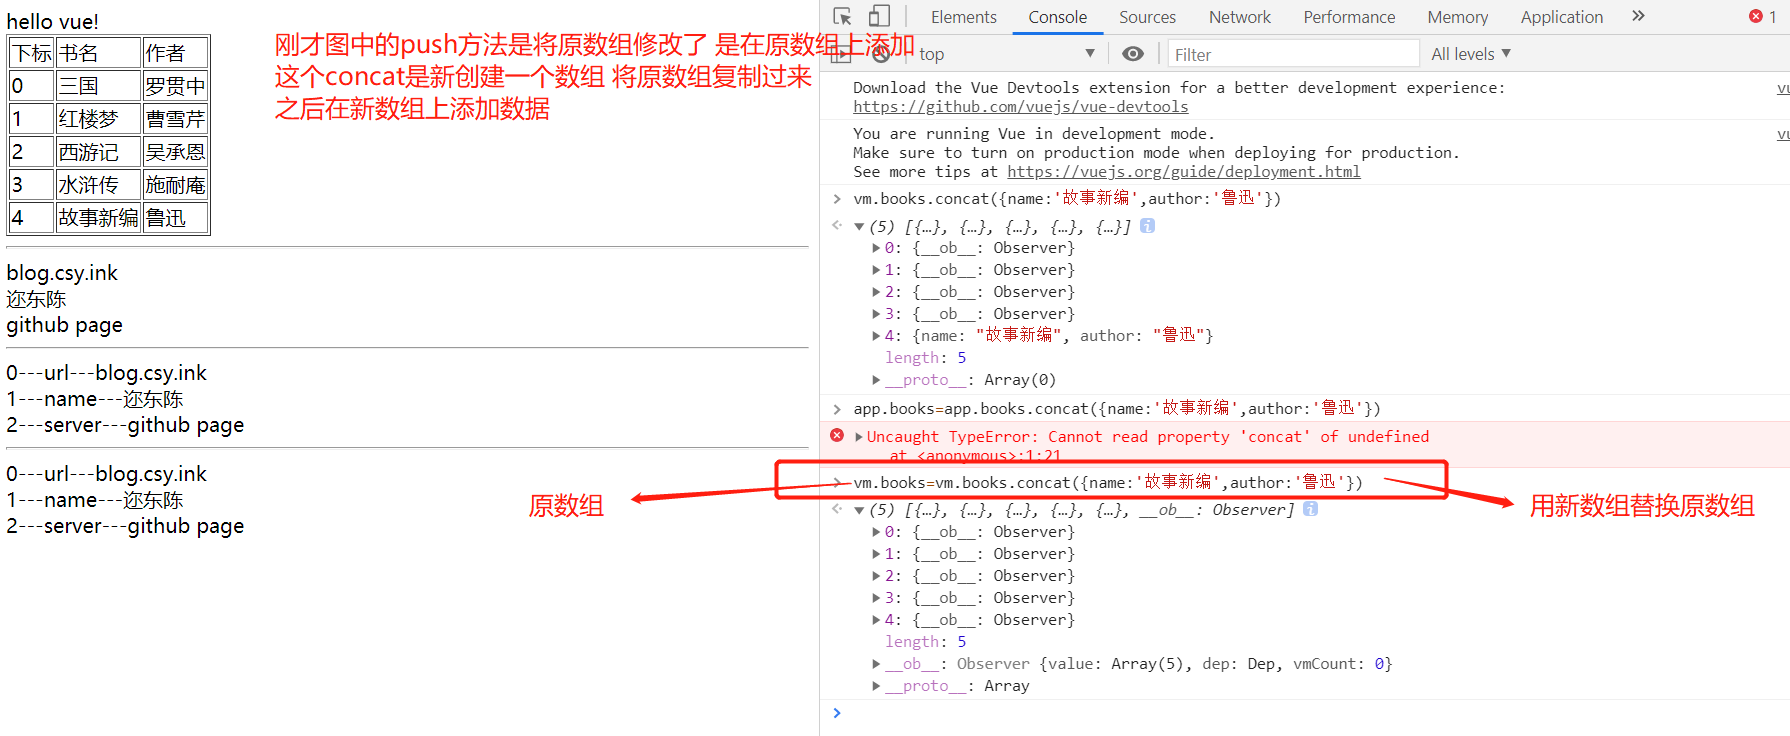 hello vue!
下标 书名 作者
0 三国 罗贯中
1 红楼梦 曹雪芹
2 西游记 吴承恩
3 水浒传 施耐庵
4 故事新编 鲁迅
blog.csy.ink
迩东陈
github page
0---url---blog.csy.ink
1---name---迩东陈
2---server---github page
0---url---blog.csy.ink
1---name---迩东陈
2---server---github page
刚才图中的push方法是将原数组修改了 是在原数组上添加
这个concat是新创建一个数组 将原数组复制过来
之后在新数组上添加数据
原数组
Elements Console Sources Network Performance Memory Application » 1
top Filter All levels
Download the Vue Devtools extension for a better development experience:
https://github.com/vuejs/vue-devtools
You are running Vue in development mode.
Make sure to turn on production mode when deploying for production.
See more tips at https://vuejs.org/guide/deployment.html
> vm.books.concat({name:'故事新编',author:'鲁迅'})
(5) [{…}, {…}, {…}, {…}, {…}]
0: {__ob__: Observer}
1: {__ob__: Observer}
2: {__ob__: Observer}
3: {__ob__: Observer}
4: {name: "故事新编", author: "鲁迅"}
length: 5
__proto__: Array(0)
> app.books=app.books.concat({name:'故事新编',author:'鲁迅'})
Uncaught TypeError: Cannot read property 'concat' of undefined
at <anonymous>:1:21
> vm.books=vm.books.concat({name:'故事新编',author:'鲁迅'})
(5) [{…}, {…}, {…}, {…}, {…}, __ob__: Observer]
0: {__ob__: Observer}
1: {__ob__: Observer}
2: {__ob__: Observer}
3: {__ob__: Observer}
4: {__ob__: Observer}
length: 5
__ob__: Observer {value: Array(5), dep: Dep, vmCount: 0}
__proto__: Array
>
用新数组替换原数组